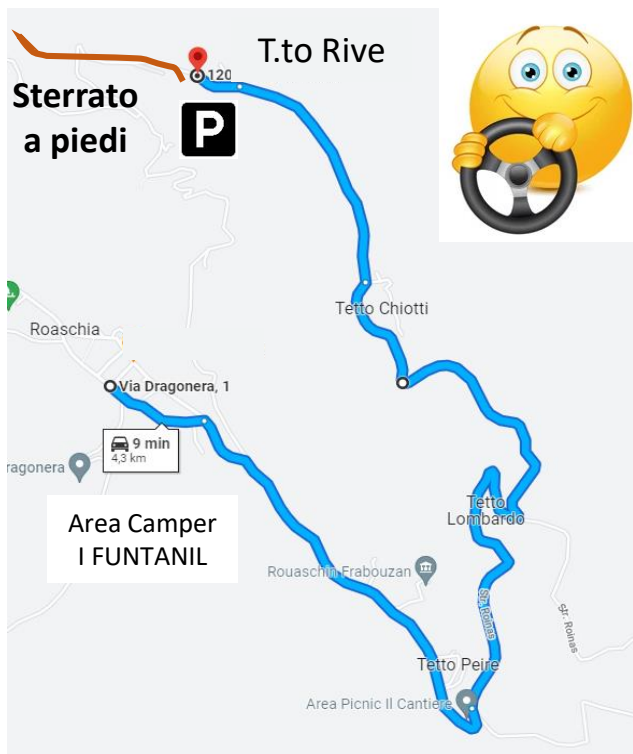 T.to Rive
120
Sterrato
a piedi
P
Tetto Chiotti
Roaschia
Via Dragonera, 1
9 min
4,3 km
ragonera
Area Camper
I FUNTANIL
Tetto
Lombardo
Rouaschin Frabouzan
Str. Roinas
Str. Roinas
Tetto Peire
Area Picnic Il Cantiere